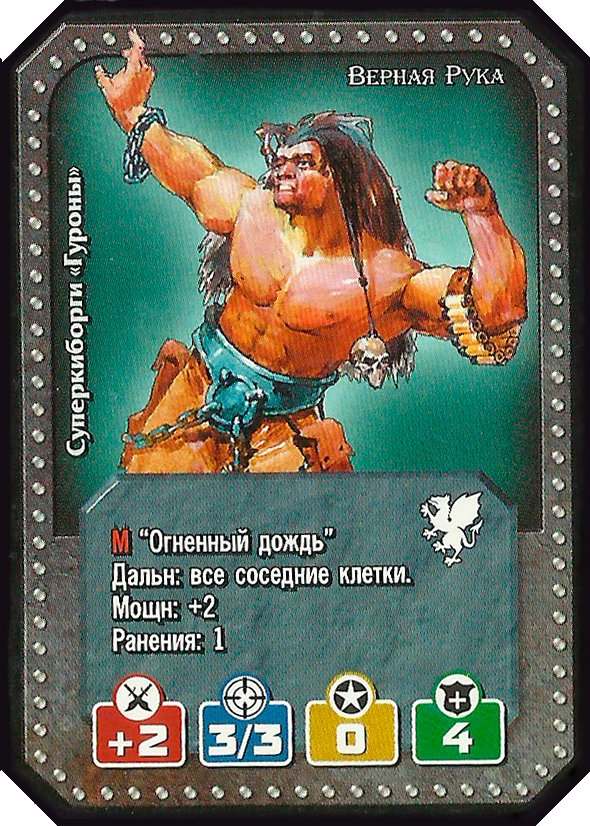 Верная Рука
Суперкиборги «Гуроны»
М “Огненный дождь”
Дальн: все соседние клетки.
Мощн: +2
Ранения: 1
+2 3/3 0 4